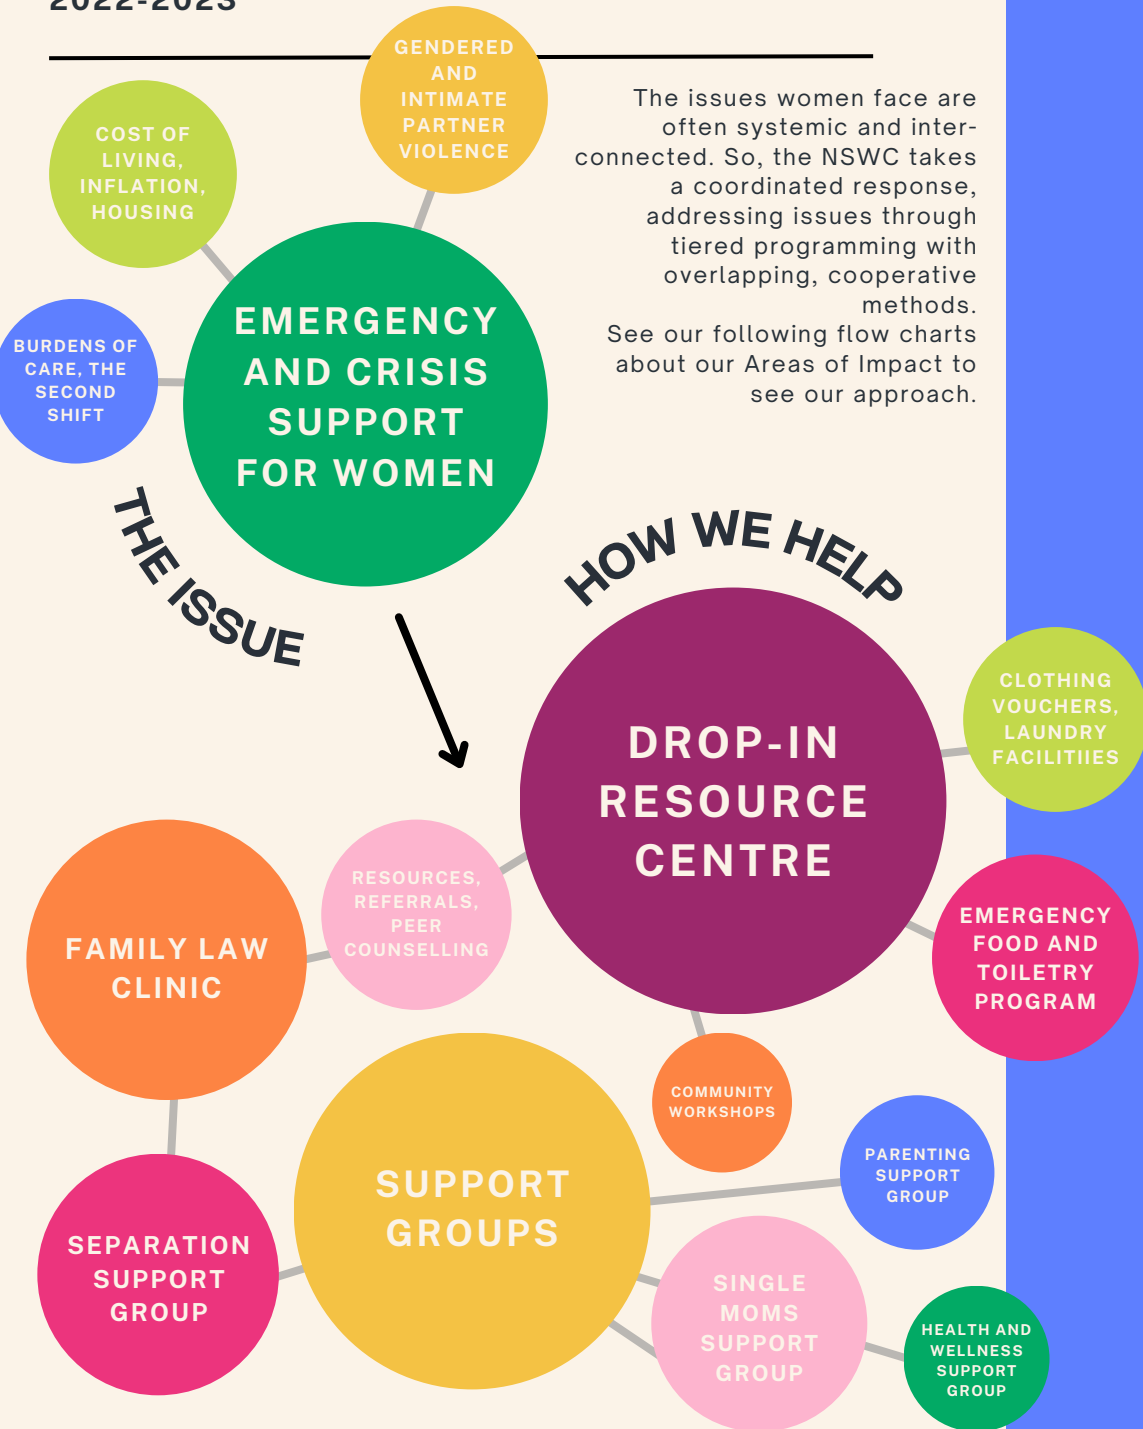 2022-2023
GENDERED
AND
INTIMATE
PARTNER
VIOLENCE
COST OF
LIVING,
INFLATION,
HOUSING
BURDENS OF
CARE, THE
SECOND
SHIFT
EMERGENCY
AND CRISIS
SUPPORT
FOR WOMEN
The issues women face are
often systemic and inter-
connected. So, the NSWC takes
a coordinated response,
addressing issues through
tiered programming with
overlapping, cooperative
methods.
See our following flow charts
about our Areas of Impact to
see our approach.
THE ISSUE
HOW WE HELP
DROP-IN
RESOURCE
CENTRE
CLOTHING
VOUCHERS,
LAUNDRY
FACILITIIES
EMERGENCY
FOOD AND
TOILETRY
PROGRAM
RESOURCES,
REFERRALS,
PEER
COUNSELLING
FAMILY LAW
CLINIC
COMMUNITY
WORKSHOPS
SUPPORT
GROUPS
PARENTING
SUPPORT
GROUP
SEPARATION
SUPPORT
GROUP
SINGLE
MOMS
SUPPORT
GROUP
HEALTH AND
WELLNESS
SUPPORT
GROUP